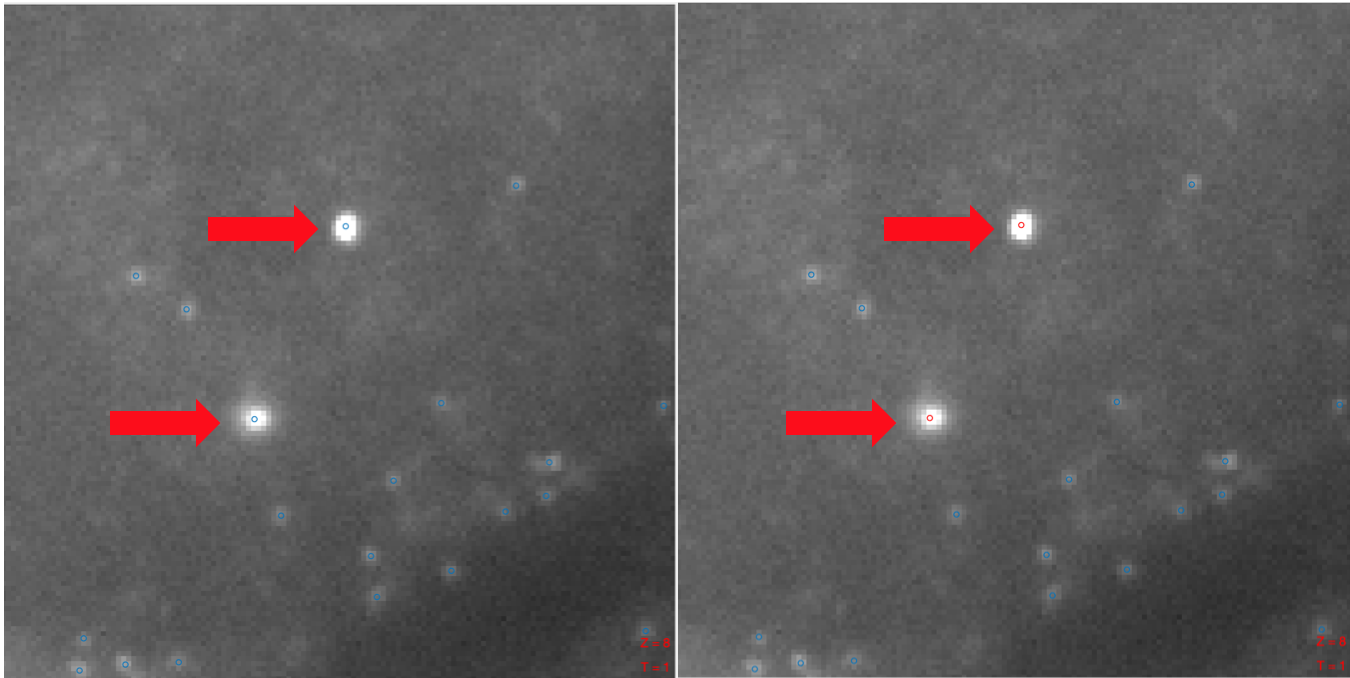 Z = 8
T = 1
Z = 8
T = 1